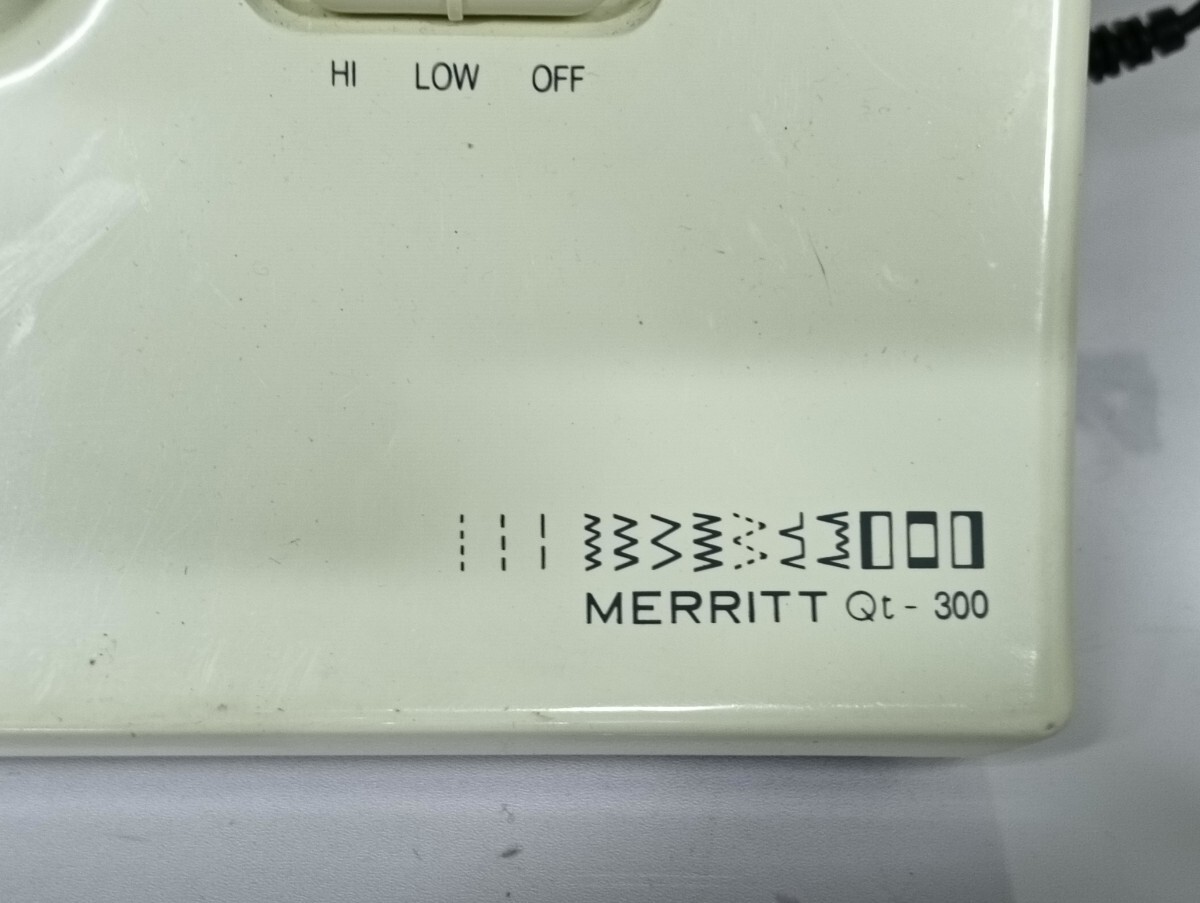 HI LOW OFF
MERRITT Qt - 300